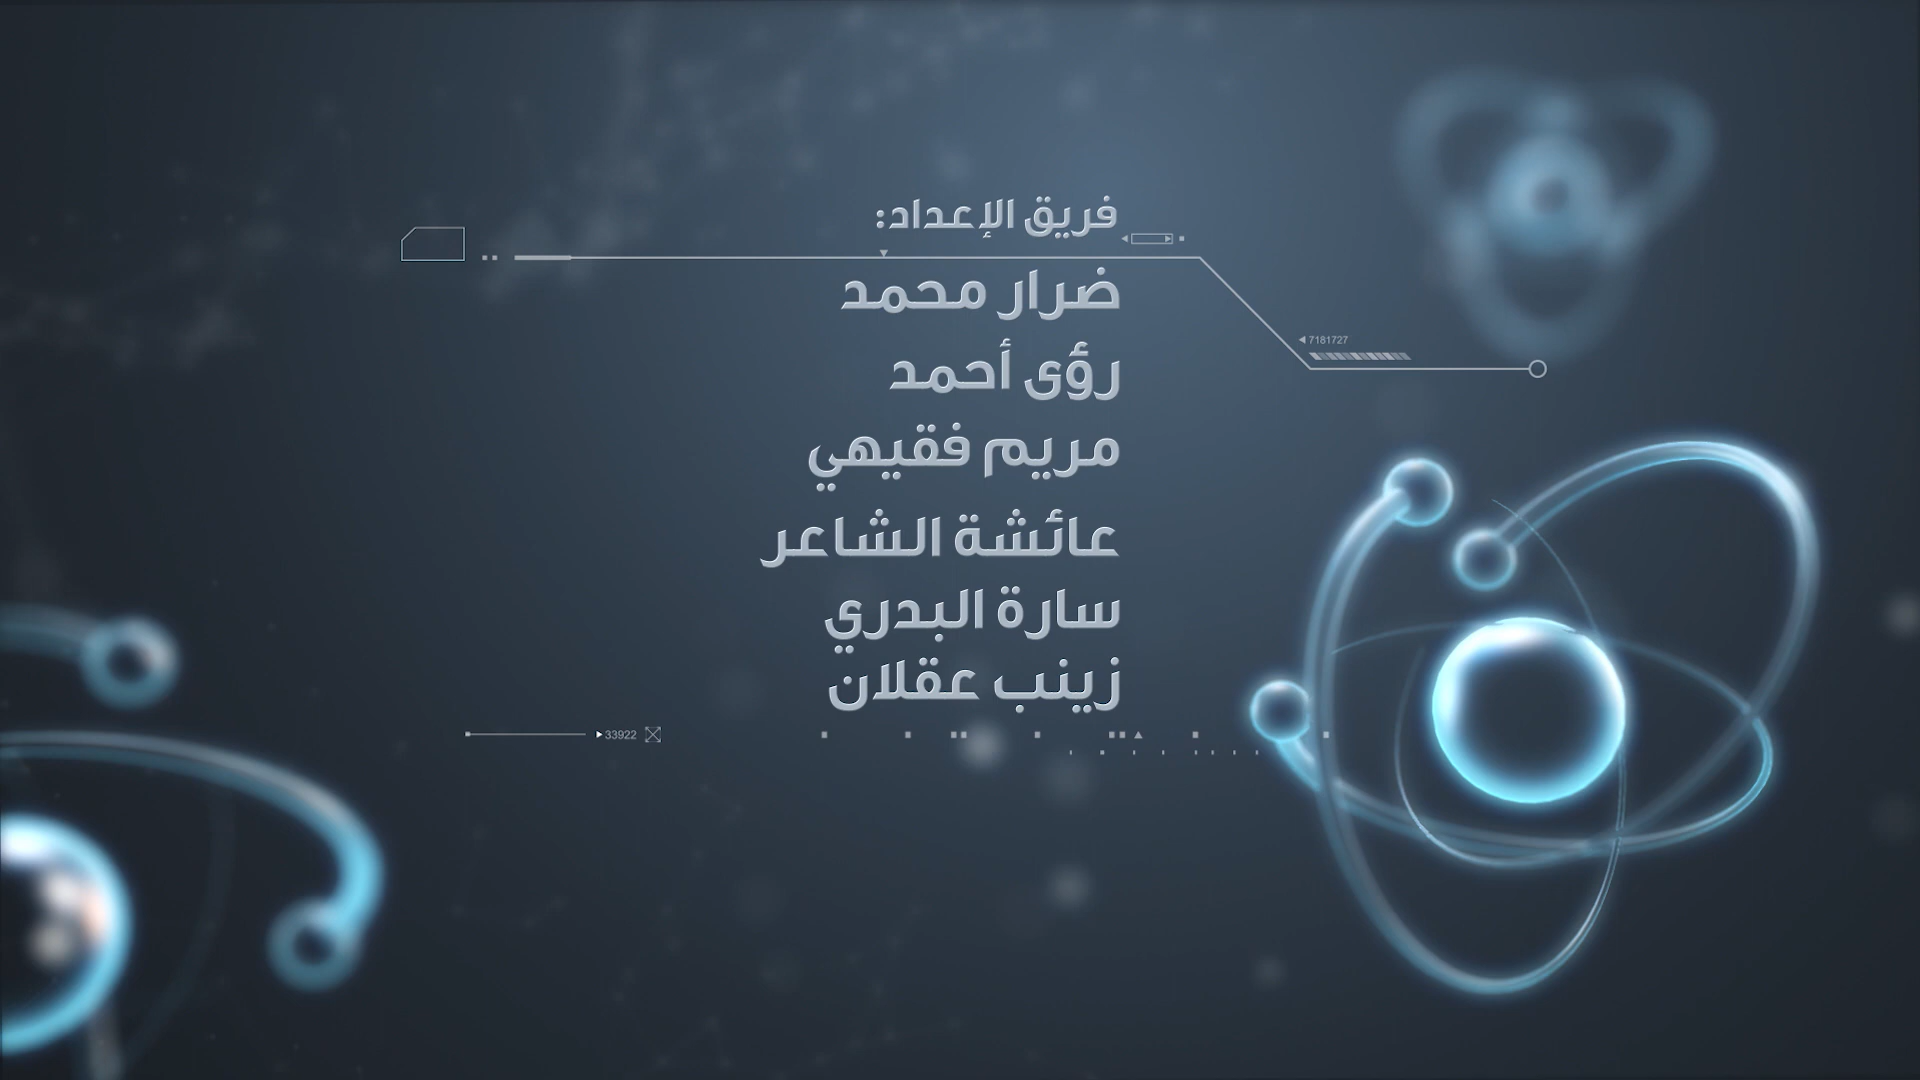 فريق الإعداد:
ضرار محمد
7181727
رؤى أحمد
مريم فقيهي
عائشة الشاعر
سارة البدري
زينب عقلان
33922